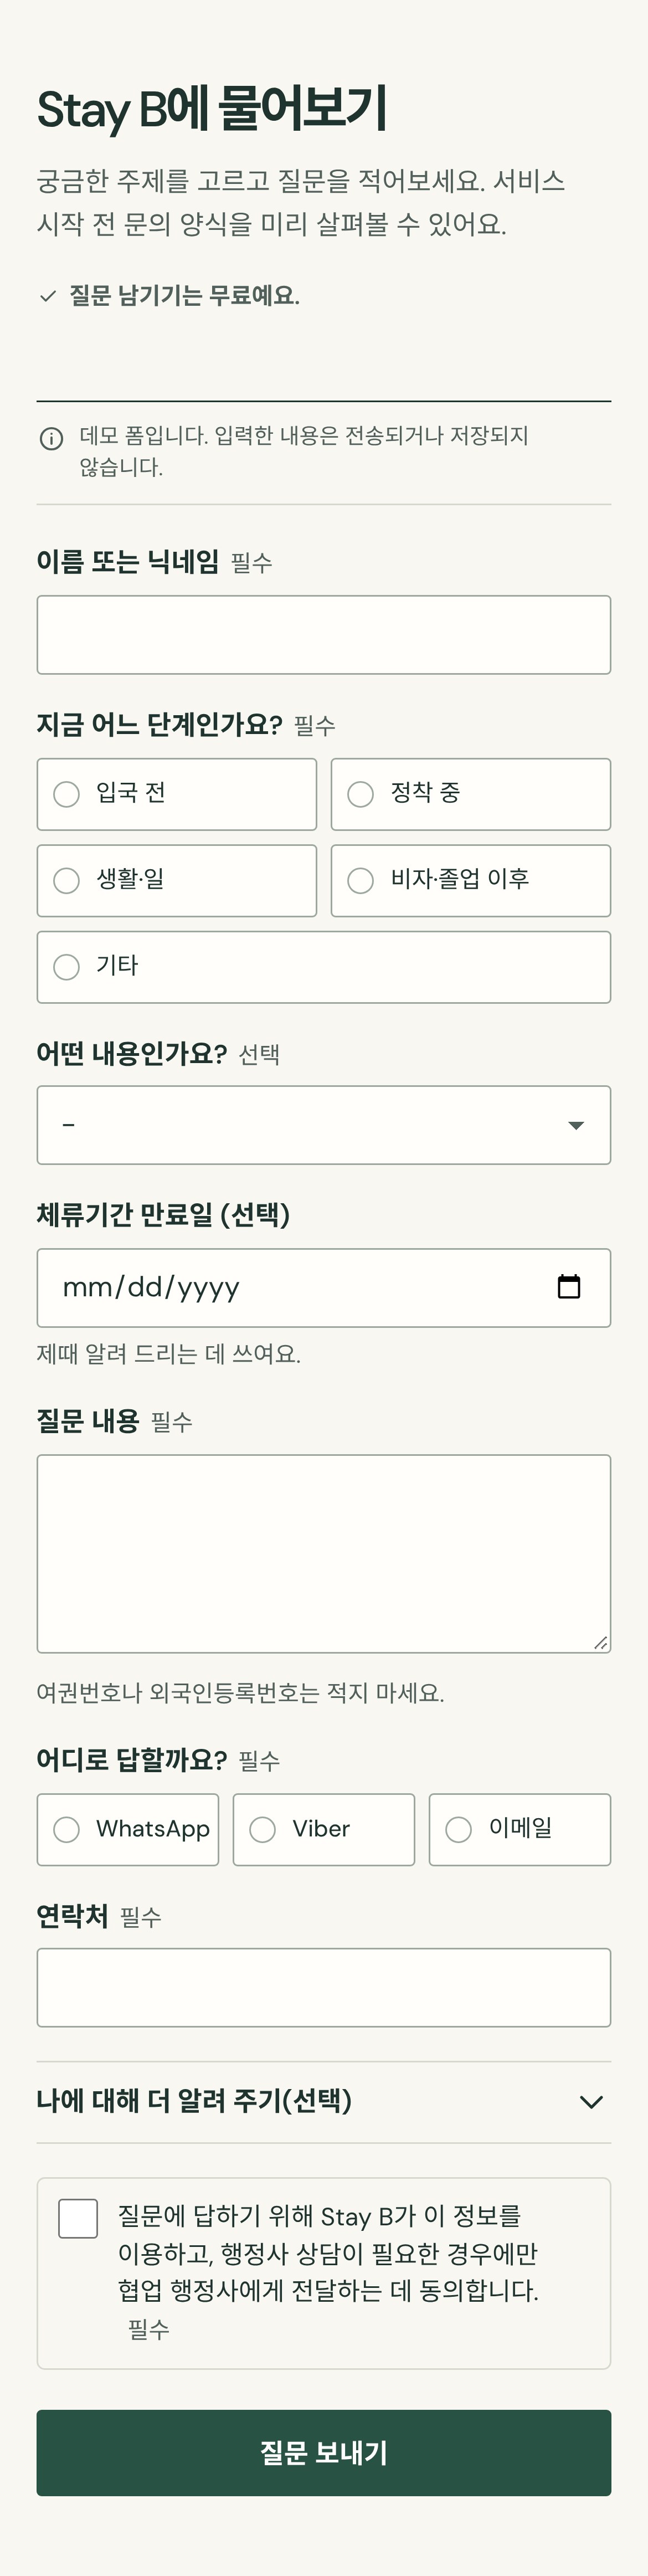 Stay B에 물어보기
궁금한 주제를 고르고 질문을 적어보세요. 서비스
시작 전 문의 양식을 미리 살펴볼 수 있어요.
질문 남기기는 무료예요.
데모 폼입니다. 입력한 내용은 전송되거나 저장되지
않습니다.
이름 또는 닉네임 필수
지금 어느 단계인가요? 필수
입국 전
정착 중
생활·일
비자·졸업 이후
기타
어떤 내용인가요? 선택
–
체류기간 만료일 (선택)
mm/dd/yyyy
제때 알려 드리는 데 쓰여요.
질문 내용 필수
여권번호나 외국인등록번호는 적지 마세요.
어디로 답할까요? 필수
WhatsApp
Viber
이메일
연락처 필수
나에 대해 더 알려 주기(선택)
질문에 답하기 위해 Stay B가 이 정보를
이용하고, 행정사 상담이 필요한 경우에만
협업 행정사에게 전달하는 데 동의합니다.
필수
질문 보내기